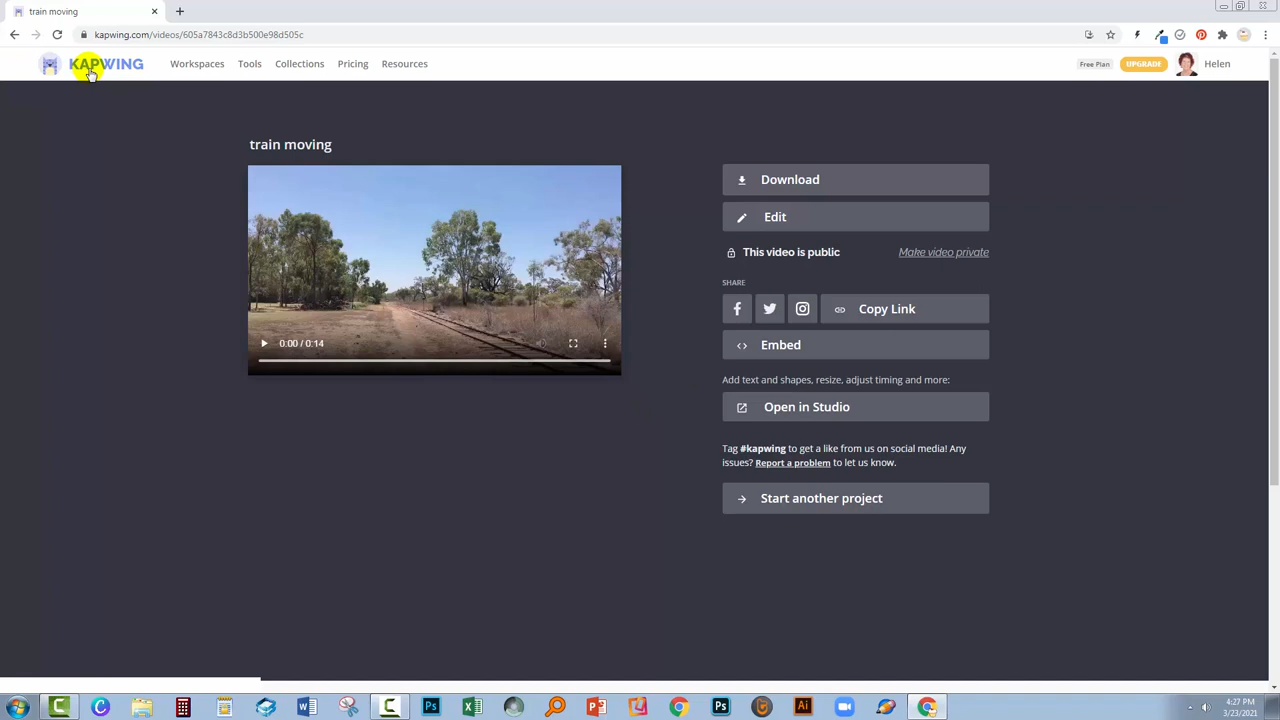 train moving
kapwing.com/videos/605a7843c8d3b500e98d505c
KAPWING
Workspaces
Tools
Collections
Pricing
Resources
Free Plan
UPGRADE
Helen
train moving
0:00 / 0:14
Download
Edit
This video is public
Make video private
SHARE
Copy Link
Embed
Add text and shapes, resize, adjust timing and more:
Open in Studio
Tag #kapwing to get a like from us on social media! Any
issues? Report a problem to let us know.
Start another project
4:27 PM
3/23/2021